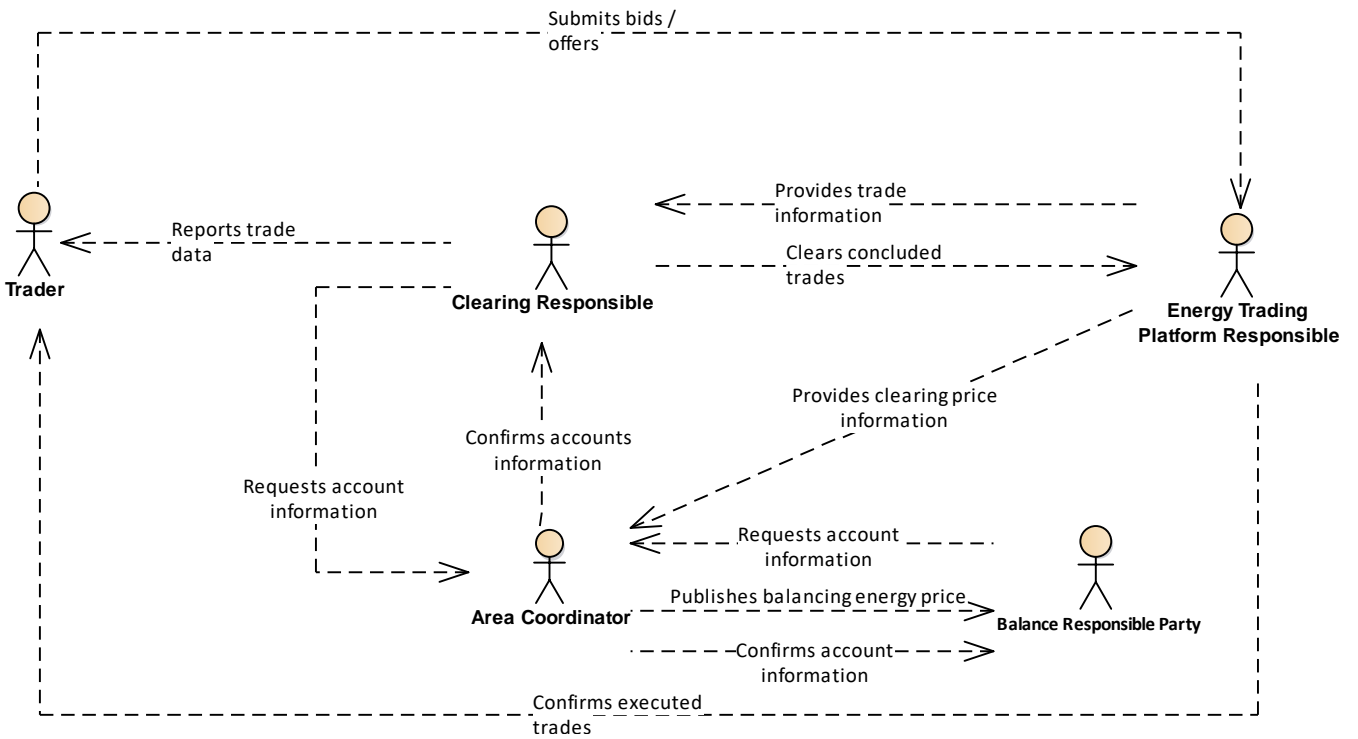 Submits bids /
offers
Provides trade
information
Reports trade
data
Clears concluded
trades
Trader
Clearing Responsible
Energy Trading
Platform Responsible
Provides clearing price
information
Confirms accounts
information
Requests account
information
Requests account
information
Publishes balancing energy price
Area Coordinator
Balance Responsible Party
Confirms account
information
Confirms executed
trades